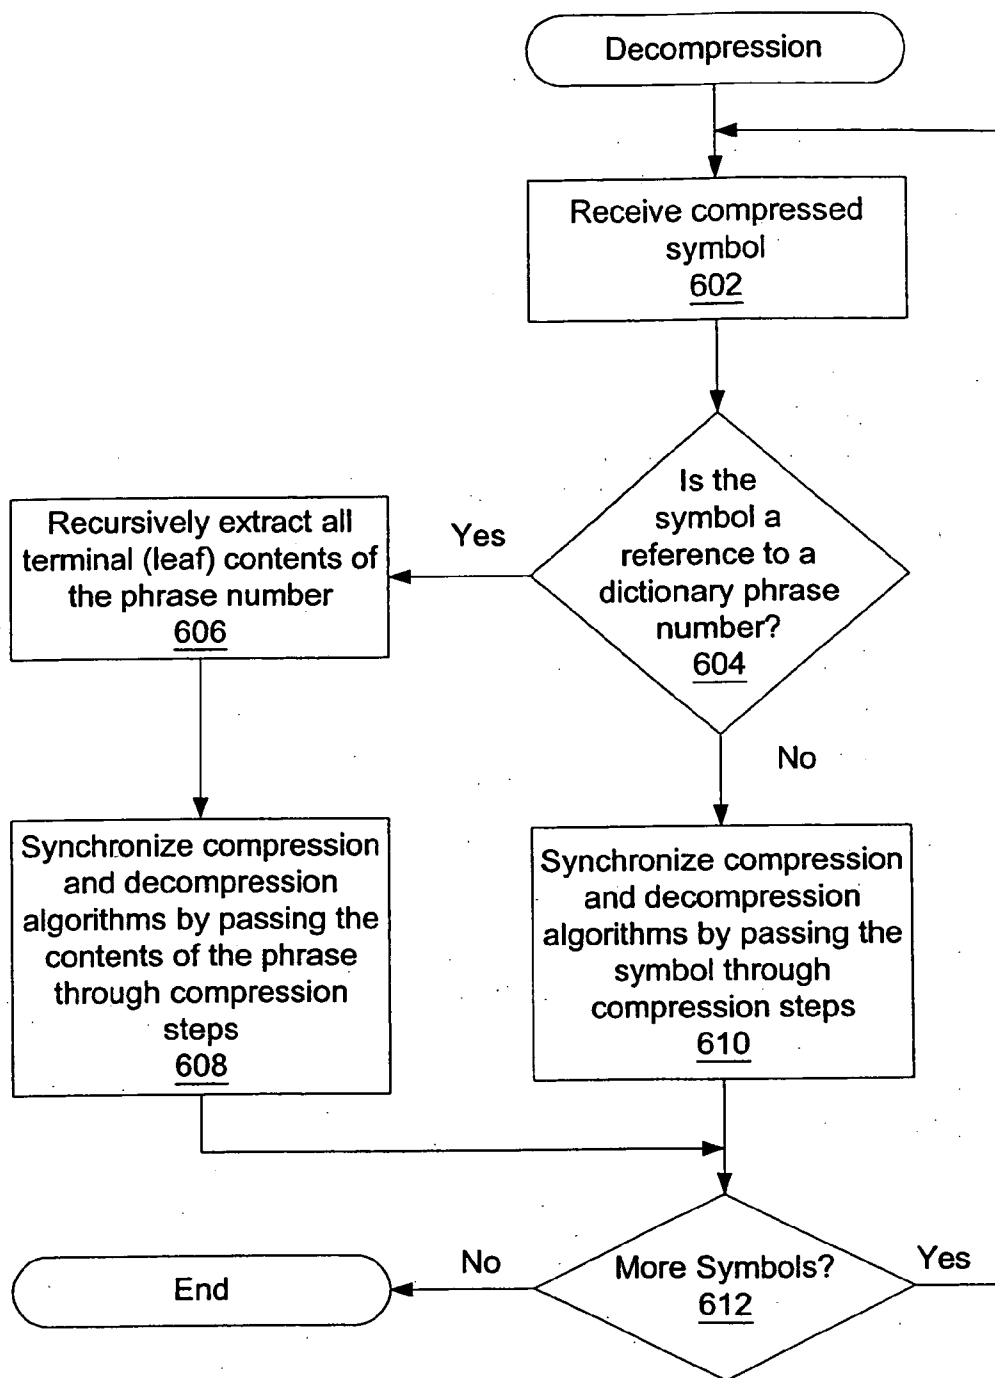 Decompression
Receive compressed
symbol
602
Is the
symbol a
reference to a
dictionary phrase
number?
604
Yes
Recursively extract all
terminal (leaf) contents of
the phrase number
606
No
Synchronize compression
and decompression
algorithms by passing the
contents of the phrase
through compression
steps
608
Synchronize compression
and decompression
algorithms by passing the
symbol through
compression steps
610
More Symbols?
612
No
Yes
End